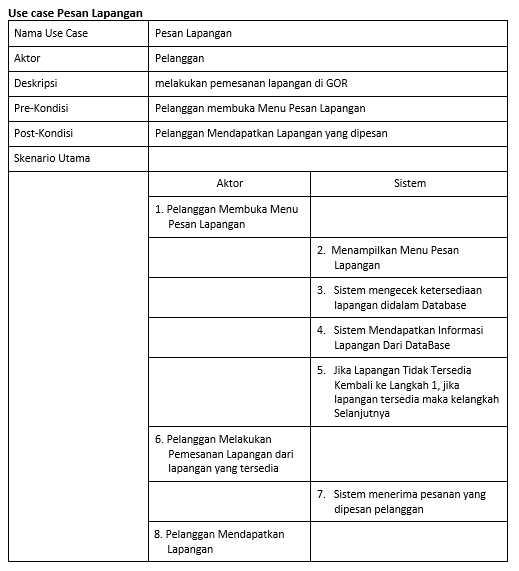 Use case Pesan Lapangan
Nama Use Case
Pesan Lapangan
Aktor
Pelanggan
Deskripsi
melakukan pemesanan lapangan di GOR
Pre-Kondisi
Pelanggan membuka Menu Pesan Lapangan
Post-Kondisi
Pelanggan Mendapatkan Lapangan yang dipesan
Skenario Utama
Aktor
Sistem
1. Pelanggan Membuka Menu
Pesan Lapangan
2. Menampilkan Menu Pesan
Lapangan
3. Sistem mengecek ketersediaan
lapangan didalam Database
4. Sistem Mendapatkan Informasi
Lapangan Dari DataBase
5. Jika Lapangan Tidak Tersedia
Kembali ke Langkah 1, jika
lapangan tersedia maka kelangkah
Selanjutnya
6. Pelanggan Melakukan
Pemesanan Lapangan dari
lapangan yang tersedia
7. Sistem menerima pesanan yang
dipesan pelanggan
8. Pelanggan Mendapatkan
Lapangan